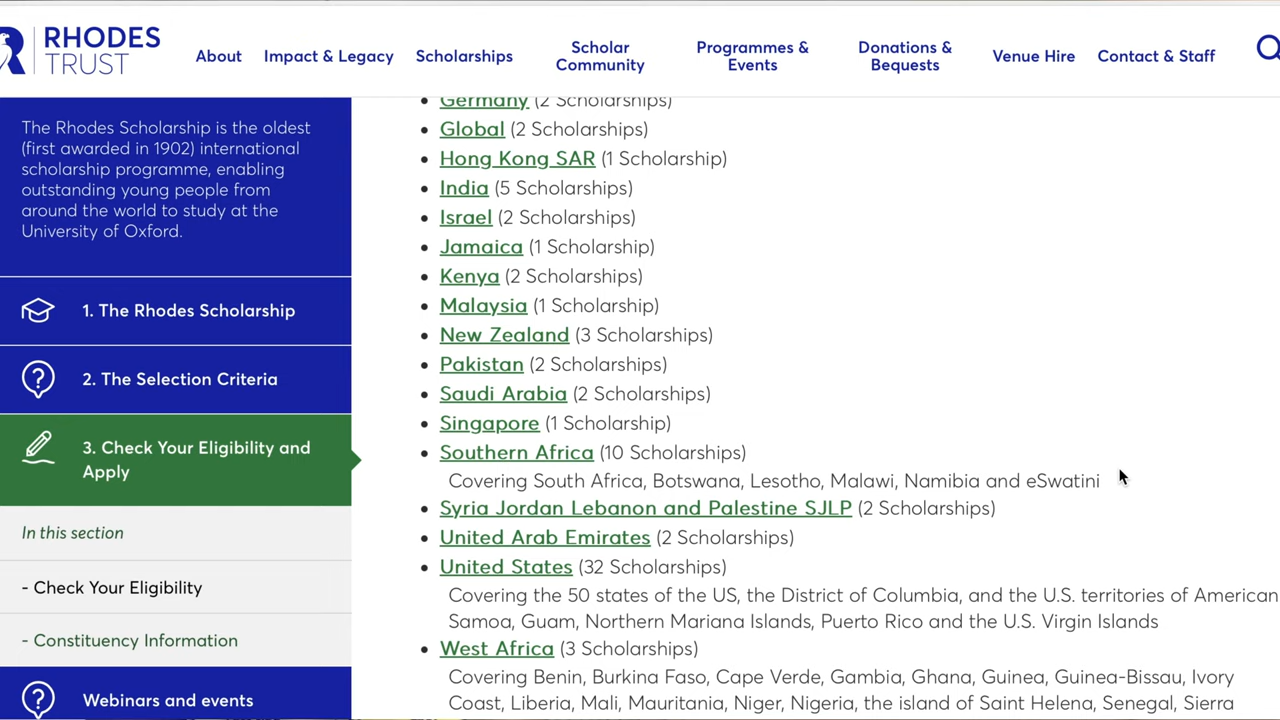 RHODES
TRUST
About
Impact & Legacy
Scholarships
Scholar
Community
Programmes &
Events
Donations &
Bequests
Venue Hire
Contact & Staff
The Rhodes Scholarship is the oldest
(first awarded in 1902) international
scholarship programme, enabling
outstanding young people from
around the world to study at the
University of Oxford.
1. The Rhodes Scholarship
2. The Selection Criteria
3. Check Your Eligibility and
Apply
In this section
- Check Your Eligibility
- Constituency Information
Webinars and events
• Germany (2 Scholarships)
• Global (2 Scholarships)
• Hong Kong SAR (1 Scholarship)
• India (5 Scholarships)
• Israel (2 Scholarships)
• Jamaica (1 Scholarship)
• Kenya (2 Scholarships)
• Malaysia (1 Scholarship)
• New Zealand (3 Scholarships)
• Pakistan (2 Scholarships)
• Saudi Arabia (2 Scholarships)
• Singapore (1 Scholarship)
• Southern Africa (10 Scholarships)
Covering South Africa, Botswana, Lesotho, Malawi, Namibia and eSwatini
• Syria Jordan Lebanon and Palestine SJLP (2 Scholarships)
• United Arab Emirates (2 Scholarships)
• United States (32 Scholarships)
Covering the 50 states of the US, the District of Columbia, and the U.S. territories of American
Samoa, Guam, Northern Mariana Islands, Puerto Rico and the U.S. Virgin Islands
• West Africa (3 Scholarships)
Covering Benin, Burkina Faso, Cape Verde, Gambia, Ghana, Guinea, Guinea-Bissau, Ivory
Coast, Liberia, Mali, Mauritania, Niger, Nigeria, the island of Saint Helena, Senegal, Sierra